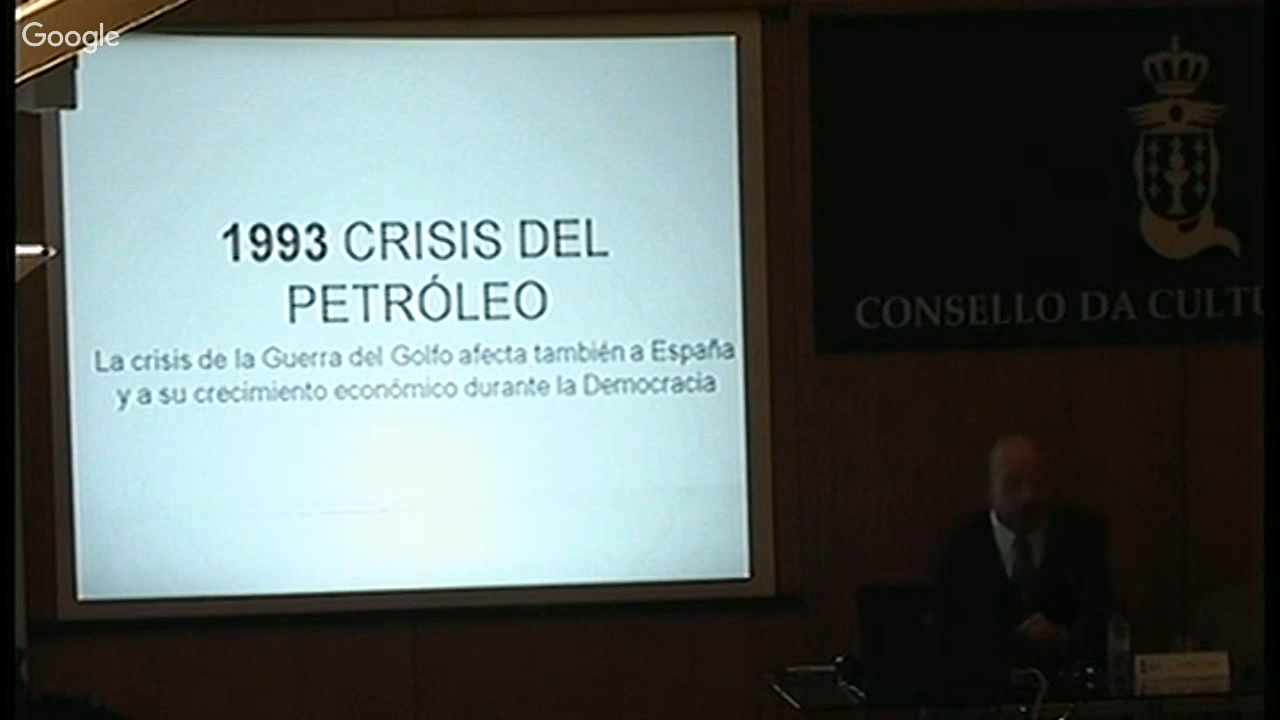 Google
1993 CRISIS DEL
PETRÓLEO
La crisis de la Guerra del Golfo afecta también a España
y a su crecimiento económico durante la Democracia
CONSELLO DA CULTU